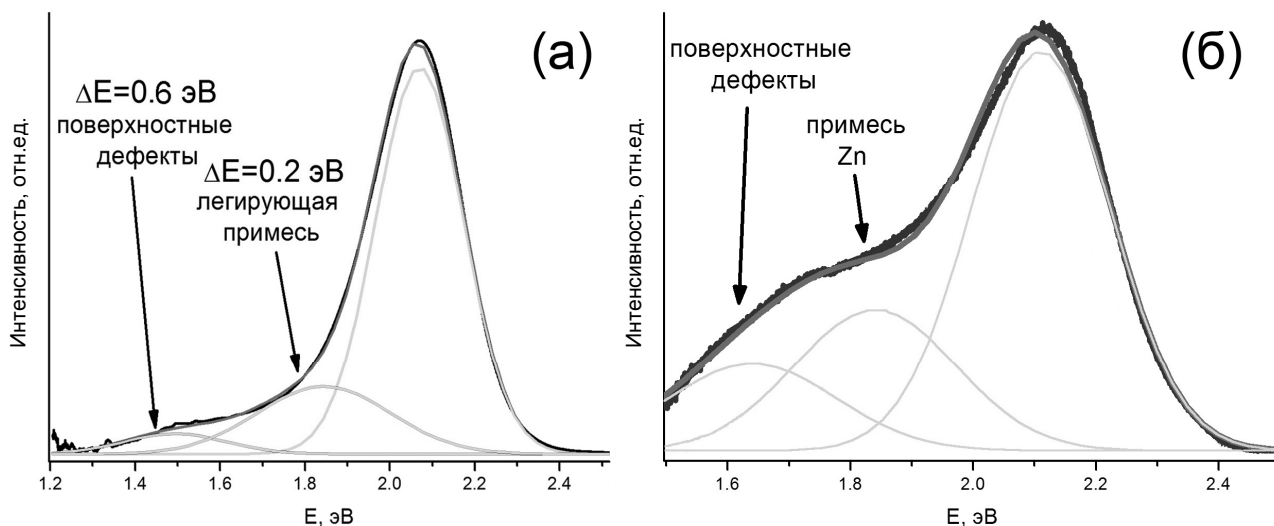 (а)
ΔE=0.6 эВ
поверхностные
дефекты
ΔE=0.2 эВ
легирующая
примесь
Интенсивность, отн.ед.
1.2 1.4 1.6 1.8 2.0 2.2 2.4
E, эВ
(б)
поверхностные
дефекты
примесь
Zn
Интенсивность, отн.ед.
1.6 1.8 2.0 2.2 2.4
E, эВ